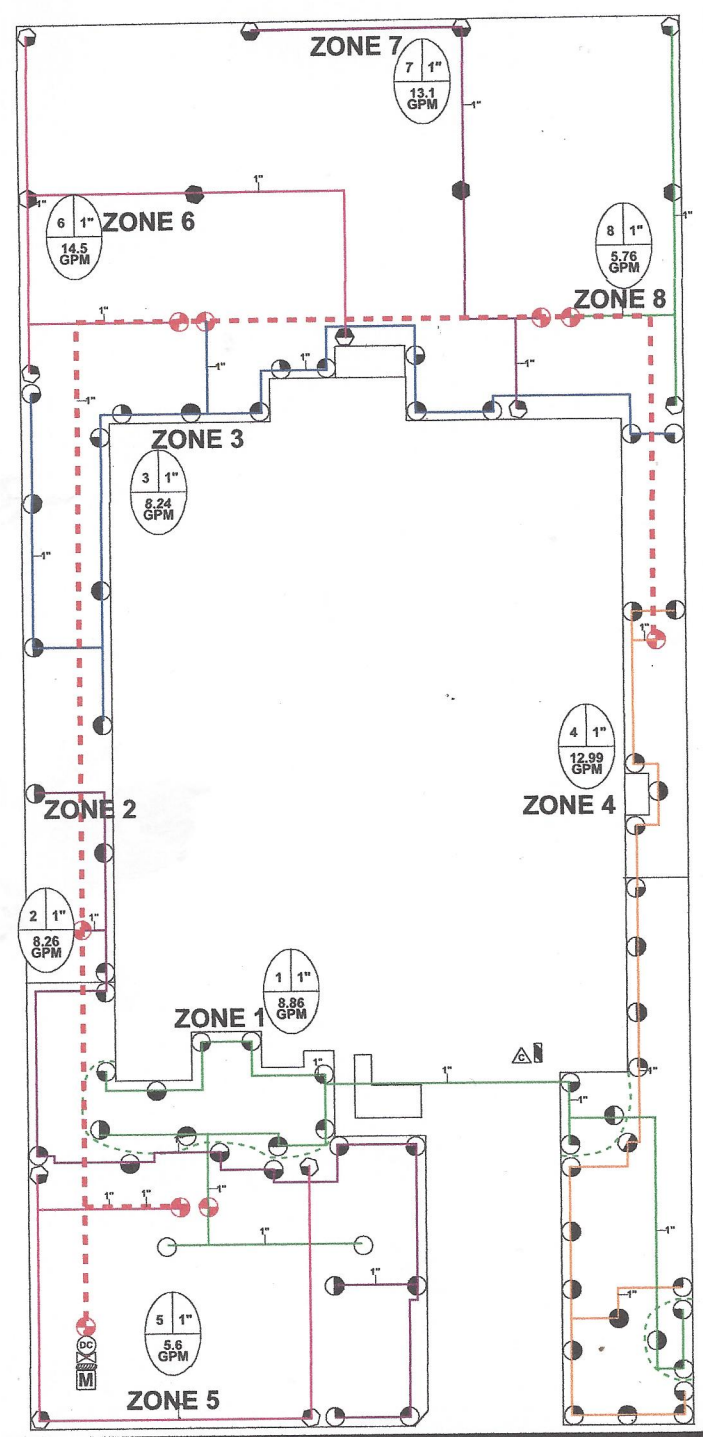 ZONE 7
7 1"
13.1
GPM
1"
1"
1"
6 1"
14.5
GPM
ZONE 6
8 1"
5.76
GPM
1"
ZONE 8
1"
1"
1"
1"
ZONE 3
3 1"
8.24
GPM
1"
1"
4 1"
12.99
GPM
ZONE 4
ZONE 2
2 1"
8.26
GPM
1"
1 1"
8.86
GPM
ZONE 1
C
1"
1"
1"
1"
1"
1"
1"
1"
1"
1"
1"
1"
5 1"
5.6
GPM
DC
M
ZONE 5